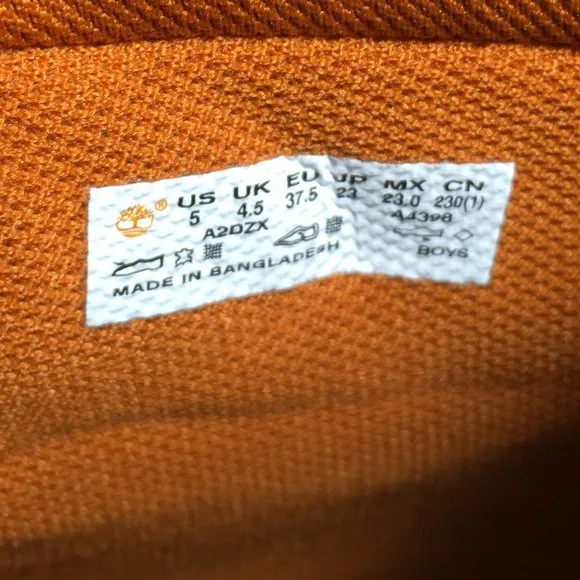 ® US UK EU JP MX CN
5 4.5 37.5 23 23.0 230(1)
A2DZX A4398
BOYS
MADE IN BANGLADESH